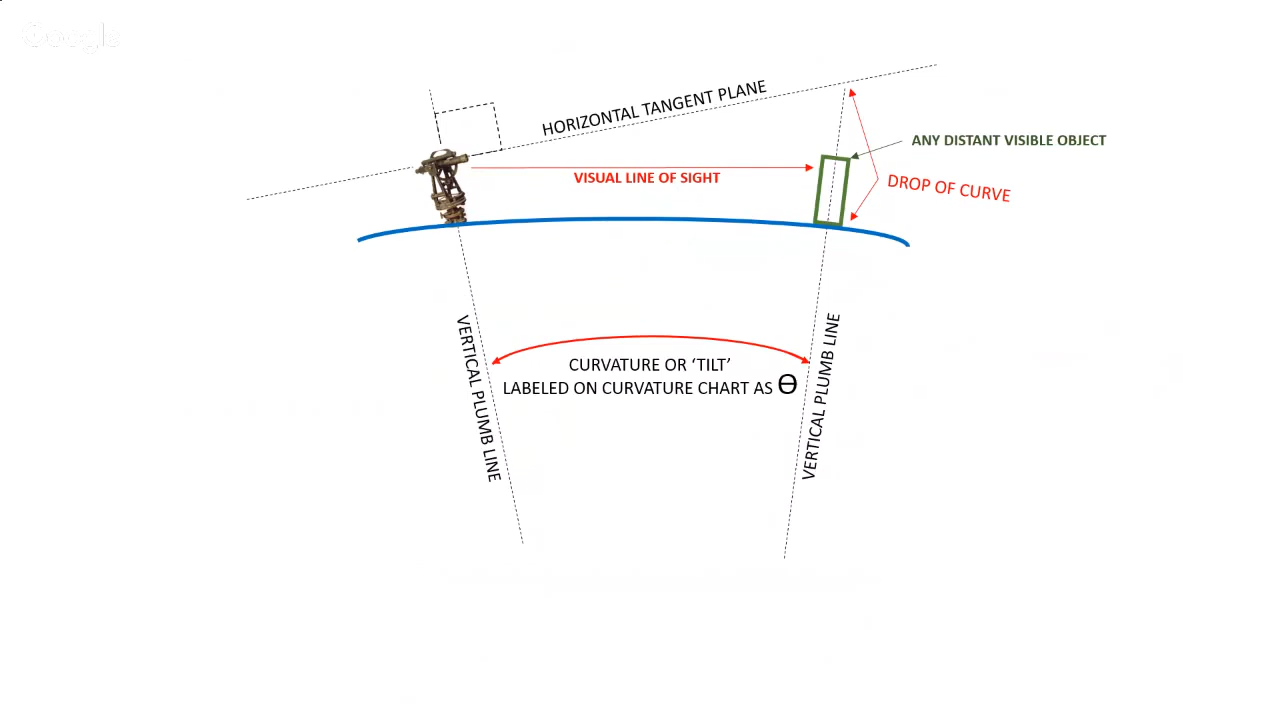 Google
HORIZONTAL TANGENT PLANE
ANY DISTANT VISIBLE OBJECT
VISUAL LINE OF SIGHT
DROP OF CURVE
VERTICAL PLUMB LINE
CURVATURE OR ‘TILT’
LABELED ON CURVATURE CHART AS ϴ
VERTICAL PLUMB LINE